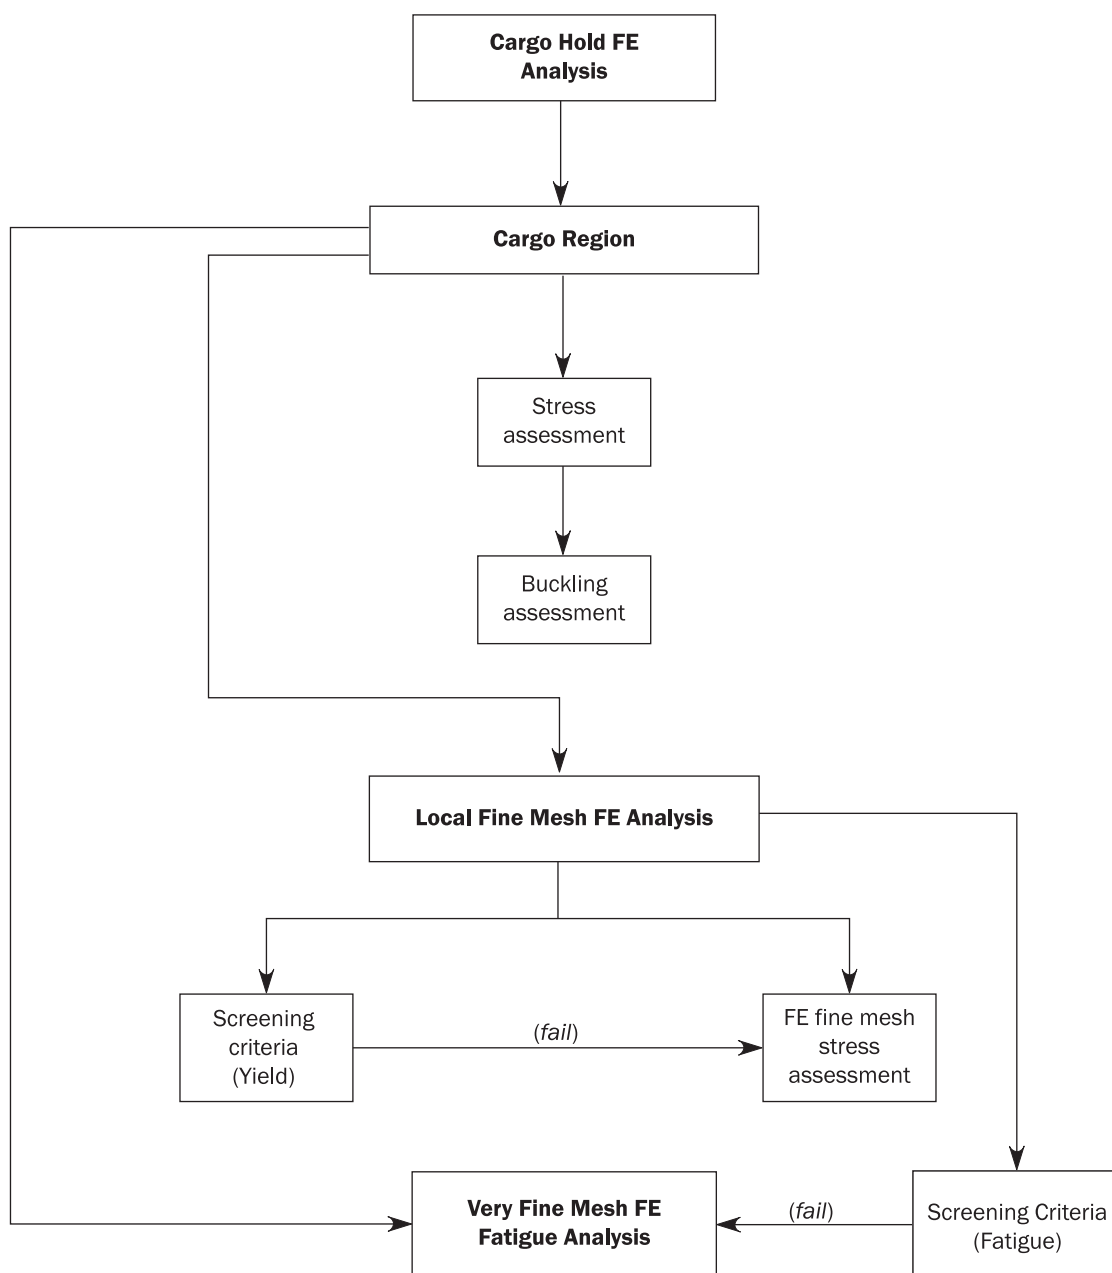 Cargo Hold FE
Analysis
Cargo Region
Stress
assessment
Buckling
assessment
Local Fine Mesh FE Analysis
Screening
criteria
(Yield)
(fail)
FE fine mesh
stress
assessment
Very Fine Mesh FE
Fatigue Analysis
(fail)
Screening Criteria
(Fatigue)